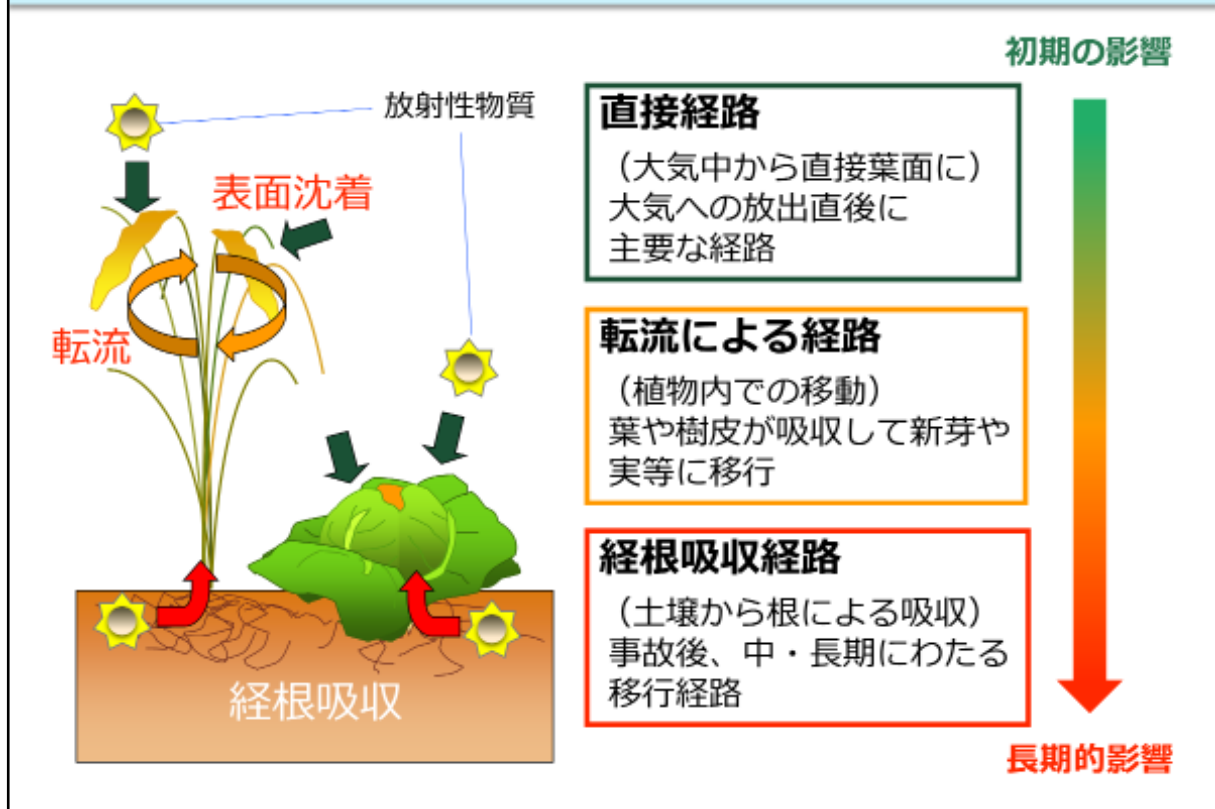 初期の影響
放射性物質
表面沈着
転流
経根吸収
直接経路
（大気中から直接葉面に）
大気への放出直後に
主要な経路
転流による経路
（植物内での移動）
葉や樹皮が吸収して新芽や
実等に移行
経根吸収経路
（土壌から根による吸収）
事故後、中・長期にわたる
移行経路
長期的影響